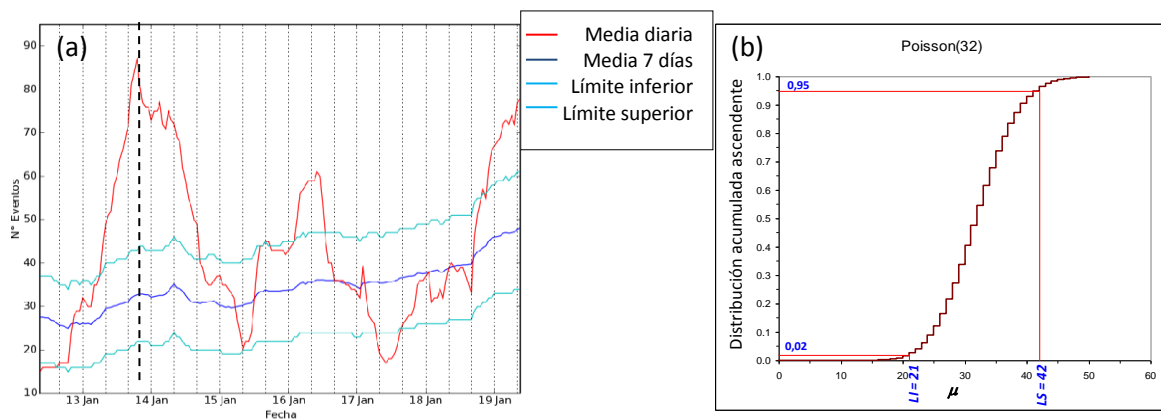 (a)
Media diaria
Media 7 días
Límite inferior
Límite superior
N° Eventos
90
80
70
60
50
40
30
20
10
13 Jan
14 Jan
15 Jan
16 Jan
17 Jan
18 Jan
19 Jan
Fecha
(b)
Poisson(32)
Distribución acumulada ascendente
1.0
0.9
0.8
0.7
0.6
0.5
0.4
0.3
0.2
0.1
0.0
0,95
0,02
0
10
20
30
40
50
60
LI = 21
μ
LS = 42